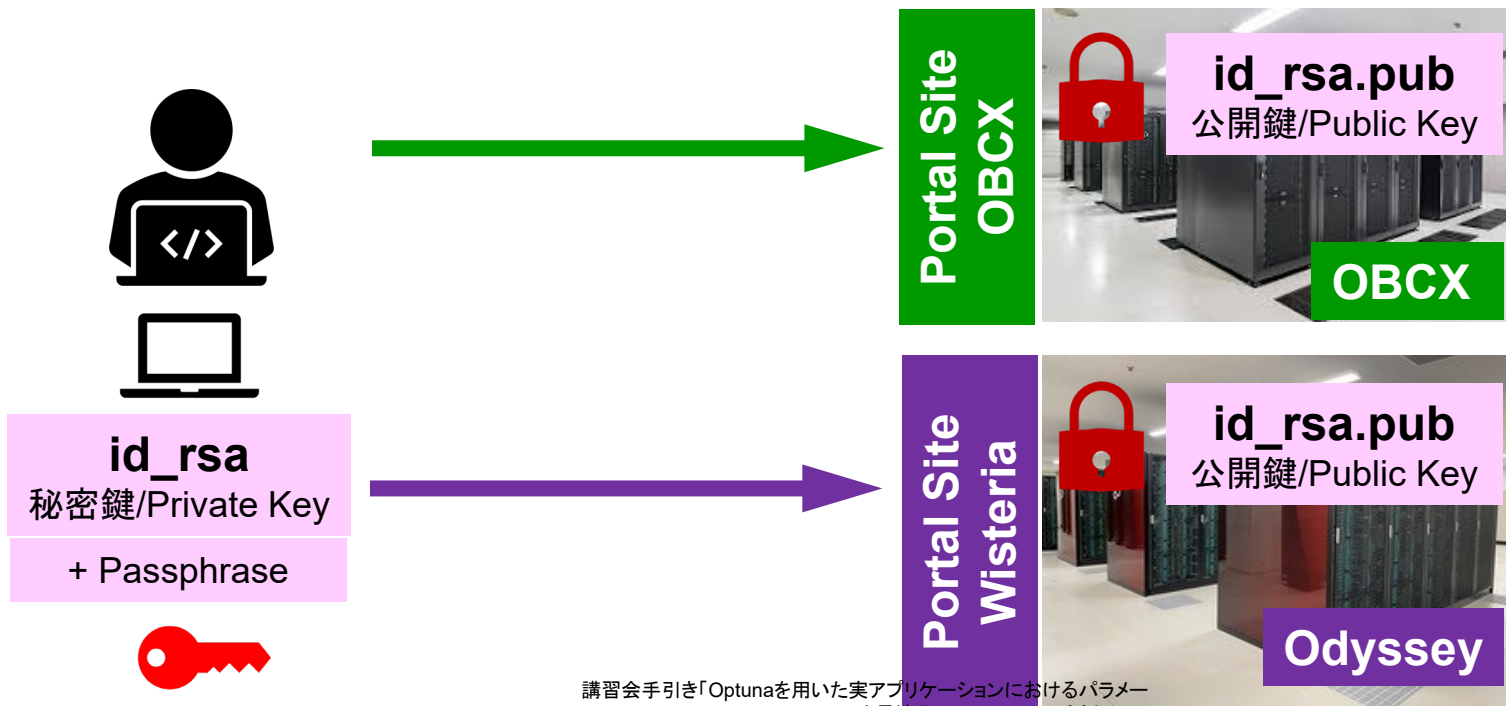 </>
id_rsa
秘密鍵/Private Key
+ Passphrase
Portal Site
OBCX
id_rsa.pub
公開鍵/Public Key
OBCX
Portal Site
Wisteria
id_rsa.pub
公開鍵/Public Key
Odyssey
講習会手引き「Optunaを用いた実アプリケーションにおけるパラメー